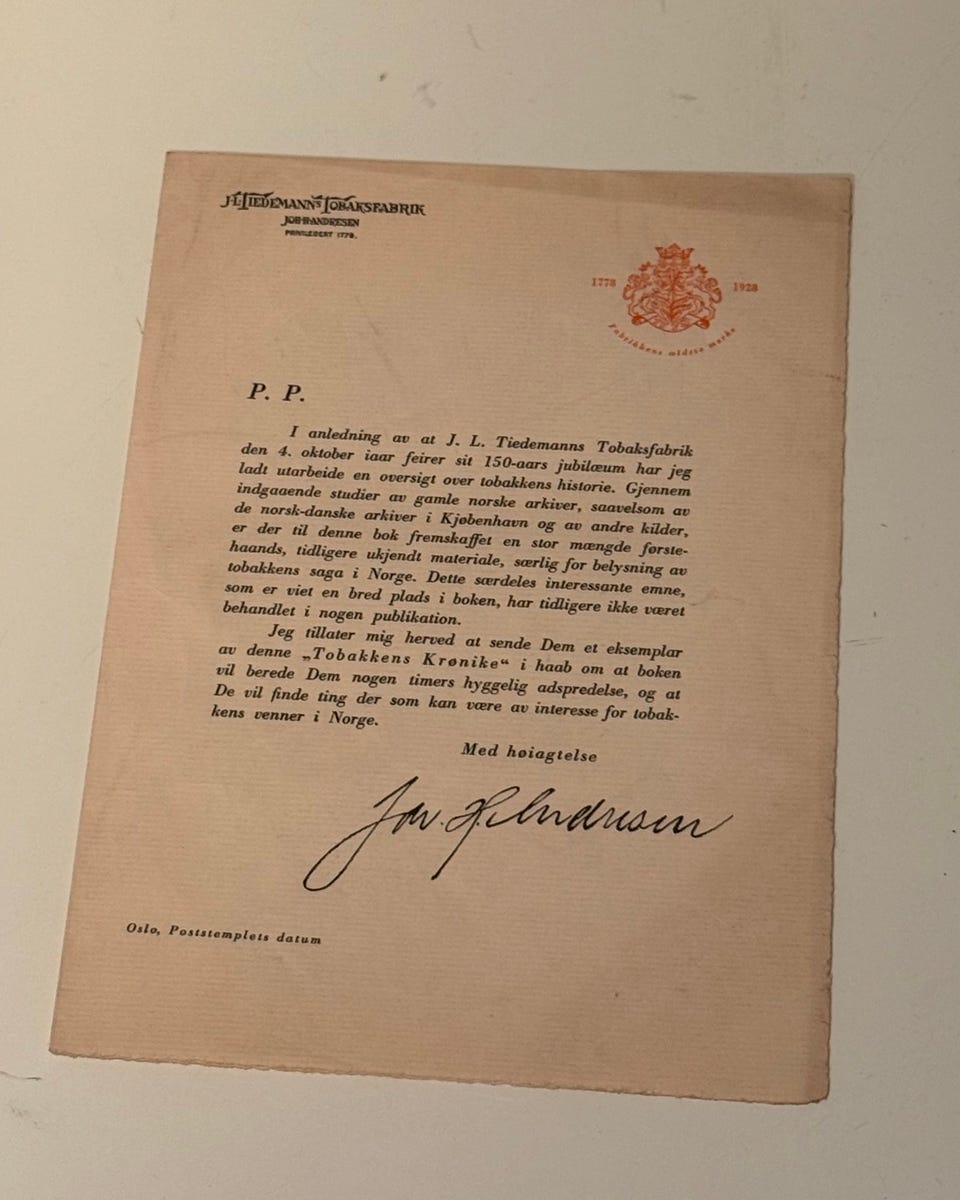 J.L. TIEDEMANNS TOBAKSFABRIK
JOH. H. ANDRESEN
PRIVILEGERT 1778.
1778 1928
Fabrikkens ældste merke
P. P.
I anledning av at J. L. Tiedemanns Tobaksfabrik
den 4. oktober iaar feirer sit 150-aars jubilæum har jeg
ladt utarbeide en oversigt over tobakkens historie. Gjennem
indgaaende studier av gamle norske arkiver, saavelsom av
de norsk-danske arkiver i Kjøbenhavn og av andre kilder,
er der til denne bok fremskaffet en stor mængde første-
haands, tidligere ukjendt materiale, særlig for belysning av
tobakkens saga i Norge. Dette særdeles interessante emne,
som er viet en bred plads i boken, har tidligere ikke været
behandlet i nogen publikation.
Jeg tillater mig herved at sende Dem et eksemplar
av denne „Tobakkens Krønike“ i haab om at boken
vil berede Dem nogen timers hyggelig adspredelse, og at
De vil finde ting der som kan være av interesse for tobak-
kens venner i Norge.
Med høiagtelse
Joh. H. Andresen
Oslo, Poststemplets datum